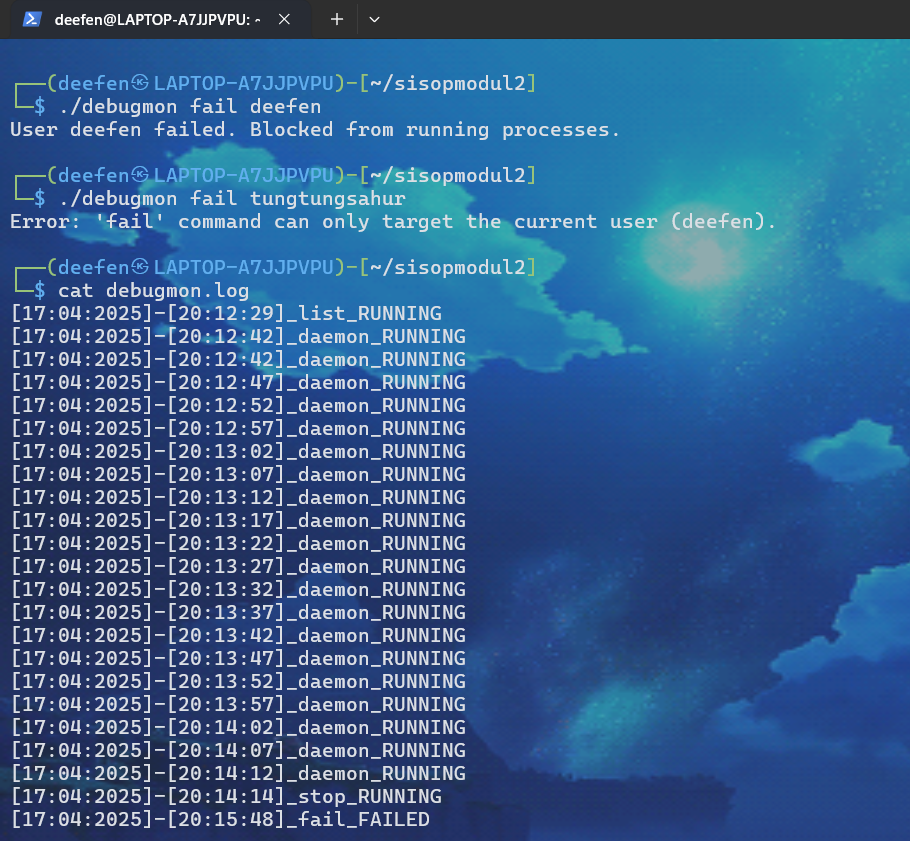 deefen@LAPTOP-A7JJPVPU: ~
┌──(deefen㉿LAPTOP-A7JJPVPU)-[~/sisopmodul2]
└─$ ./debugmon fail deefen
User deefen failed. Blocked from running processes.
┌──(deefen㉿LAPTOP-A7JJPVPU)-[~/sisopmodul2]
└─$ ./debugmon fail tungtungsahur
Error: 'fail' command can only target the current user (deefen).
┌──(deefen㉿LAPTOP-A7JJPVPU)-[~/sisopmodul2]
└─$ cat debugmon.log
[17:04:2025]-[20:12:29]_list_RUNNING
[17:04:2025]-[20:12:42]_daemon_RUNNING
[17:04:2025]-[20:12:42]_daemon_RUNNING
[17:04:2025]-[20:12:47]_daemon_RUNNING
[17:04:2025]-[20:12:52]_daemon_RUNNING
[17:04:2025]-[20:12:57]_daemon_RUNNING
[17:04:2025]-[20:13:02]_daemon_RUNNING
[17:04:2025]-[20:13:07]_daemon_RUNNING
[17:04:2025]-[20:13:12]_daemon_RUNNING
[17:04:2025]-[20:13:17]_daemon_RUNNING
[17:04:2025]-[20:13:22]_daemon_RUNNING
[17:04:2025]-[20:13:27]_daemon_RUNNING
[17:04:2025]-[20:13:32]_daemon_RUNNING
[17:04:2025]-[20:13:37]_daemon_RUNNING
[17:04:2025]-[20:13:42]_daemon_RUNNING
[17:04:2025]-[20:13:47]_daemon_RUNNING
[17:04:2025]-[20:13:52]_daemon_RUNNING
[17:04:2025]-[20:13:57]_daemon_RUNNING
[17:04:2025]-[20:14:02]_daemon_RUNNING
[17:04:2025]-[20:14:07]_daemon_RUNNING
[17:04:2025]-[20:14:12]_daemon_RUNNING
[17:04:2025]-[20:14:14]_stop_RUNNING
[17:04:2025]-[20:15:48]_fail_FAILED